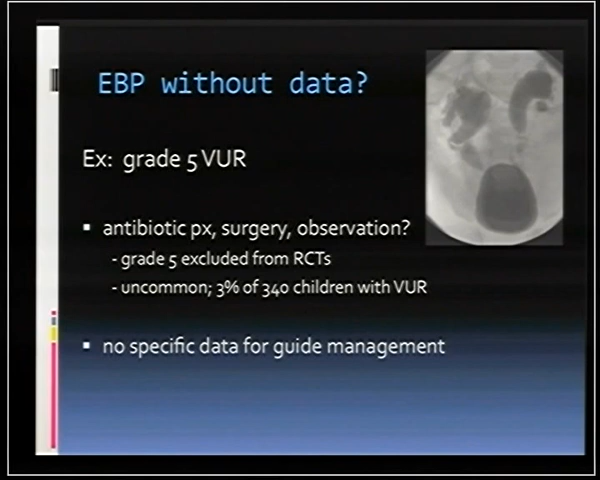 EBP without data?
Ex: grade 5 VUR
▪ antibiotic px, surgery, observation?
- grade 5 excluded from RCTs
- uncommon; 3% of 340 children with VUR
▪ no specific data for guide management